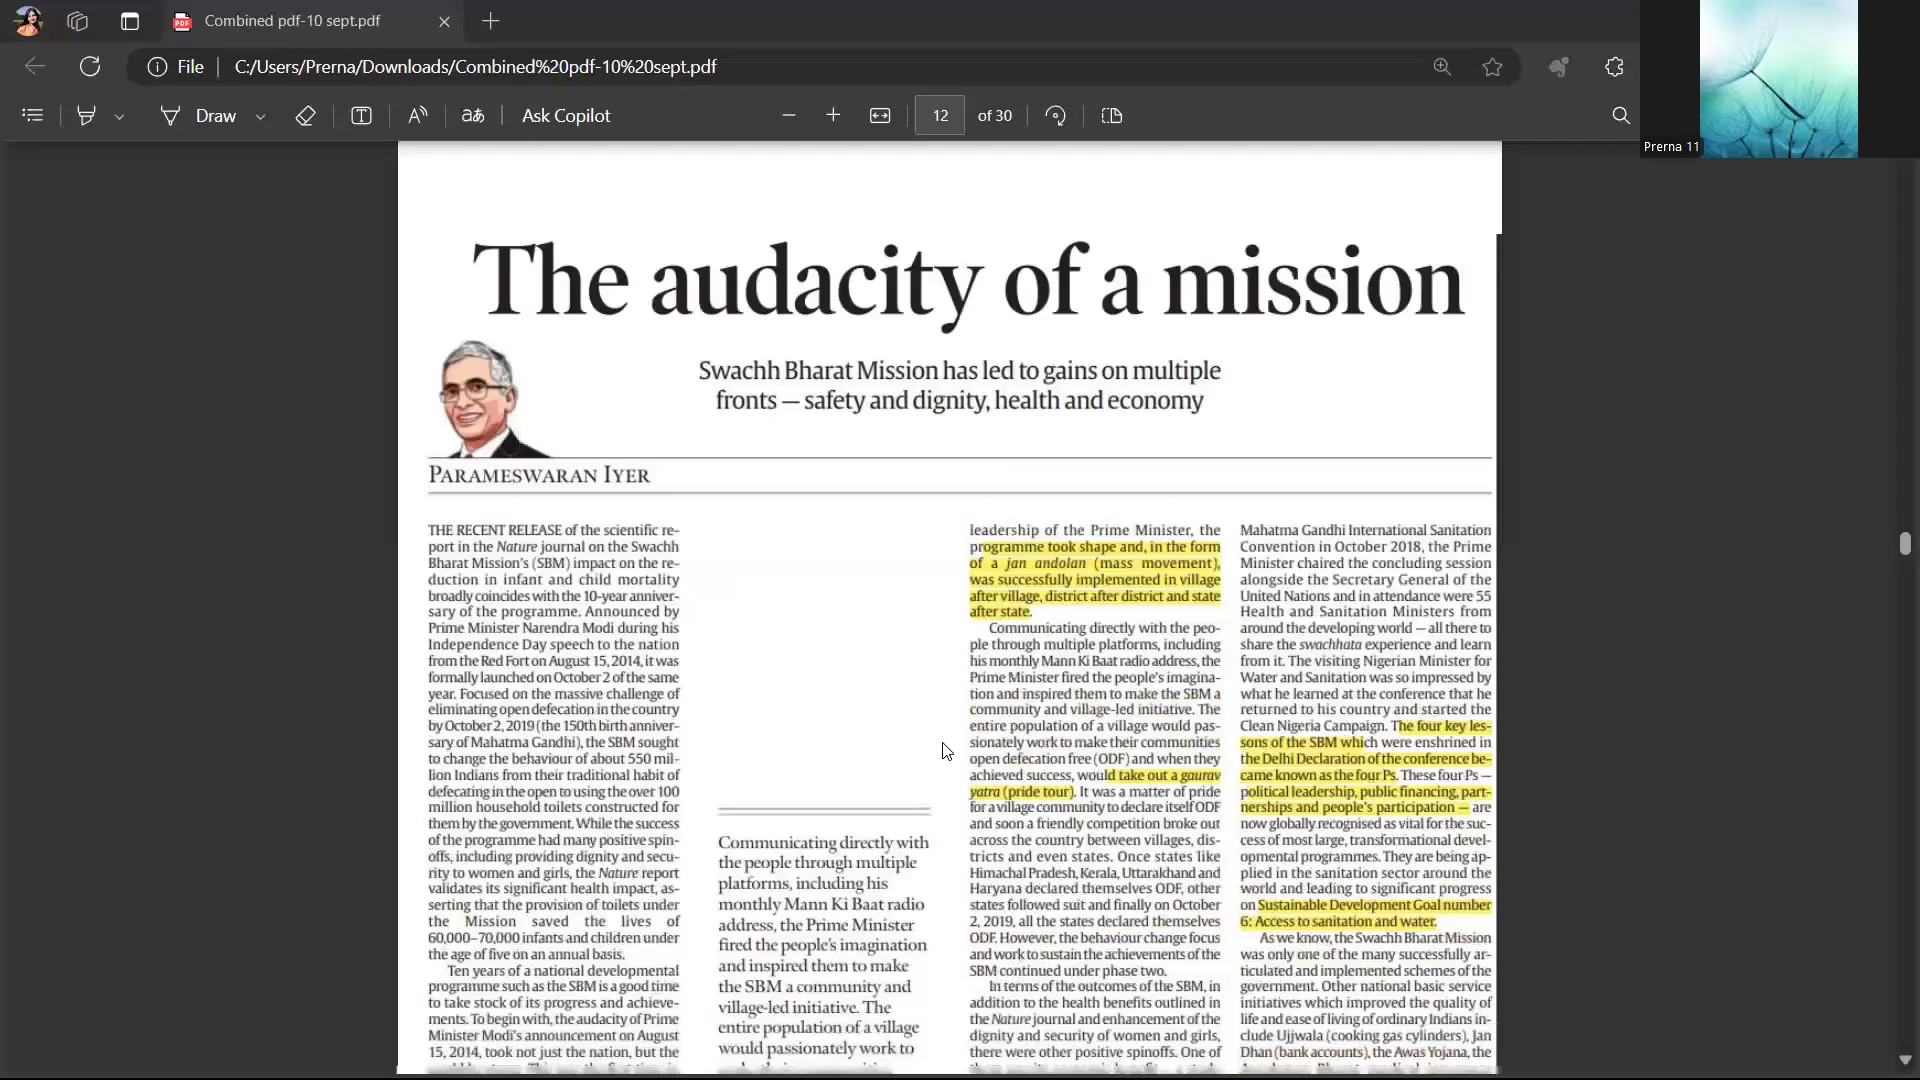 Combined pdf-10 sept.pdf
File
C:/Users/Prerna/Downloads/Combined%20pdf-10%20sept.pdf
Draw
Ask Copilot
12
of 30
Prerna 11
The audacity of a mission
Swachh Bharat Mission has led to gains on multiple
fronts — safety and dignity, health and economy
PARAMESWARAN IYER
THE RECENT RELEASE of the scientific re-
port in the Nature journal on the Swachh
Bharat Mission's (SBM) impact on the re-
duction in infant and child mortality
broadly coincides with the 10-year anniver-
sary of the programme. Announced by
Prime Minister Narendra Modi during his
Independence Day speech to the nation
from the Red Fort on August 15, 2014, it was
formally launched on October 2 of the same
year. Focused on the massive challenge of
eliminating open defecation in the country
by October 2, 2019 (the 150th birth anniver-
sary of Mahatma Gandhi), the SBM sought
to change the behaviour of about 550 mil-
lion Indians from their traditional habit of
defecating in the open to using the over 100
million household toilets constructed for
them by the government. While the success
of the programme had many positive spin-
offs, including providing dignity and secu-
rity to women and girls, the Nature report
validates its significant health impact, as-
serting that the provision of toilets under
the Mission saved the lives of
60,000–70,000 infants and children under
the age of five on an annual basis.
Ten years of a national developmental
programme such as the SBM is a good time
to take stock of its progress and achieve-
ments. To begin with, the audacity of Prime
Minister Modi's announcement on August
15, 2014, took not just the nation, but the
Communicating directly with
the people through multiple
platforms, including his
monthly Mann Ki Baat radio
address, the Prime Minister
fired the people's imagination
and inspired them to make
the SBM a community and
village-led initiative. The
entire population of a village
would passionately work to
leadership of the Prime Minister, the
programme took shape and, in the form
of a jan andolan (mass movement),
was successfully implemented in village
after village, district after district and state
after state.
Communicating directly with the peo-
ple through multiple platforms, including
his monthly Mann Ki Baat radio address, the
Prime Minister fired the people's imagina-
tion and inspired them to make the SBM a
community and village-led initiative. The
entire population of a village would pas-
sionately work to make their communities
open defecation free (ODF) and when they
achieved success, would take out a gaurav
yatra (pride tour). It was a matter of pride
for a village community to declare itself ODF
and soon a friendly competition broke out
across the country between villages, dis-
tricts and even states. Once states like
Himachal Pradesh, Kerala, Uttarakhand and
Haryana declared themselves ODF, other
states followed suit and finally on October
2, 2019, all the states declared themselves
ODF. However, the behaviour change focus
and work to sustain the achievements of the
SBM continued under phase two.
In terms of the outcomes of the SBM, in
addition to the health benefits outlined in
the Nature journal and enhancement of the
dignity and security of women and girls,
there were other positive spinoffs. One of
Mahatma Gandhi International Sanitation
Convention in October 2018, the Prime
Minister chaired the concluding session
alongside the Secretary General of the
United Nations and in attendance were 55
Health and Sanitation Ministers from
around the developing world — all there to
share the swachhata experience and learn
from it. The visiting Nigerian Minister for
Water and Sanitation was so impressed by
what he learned at the conference that he
returned to his country and started the
Clean Nigeria Campaign. The four key les-
sons of the SBM which were enshrined in
the Delhi Declaration of the conference be-
came known as the four Ps. These four Ps —
political leadership, public financing, part-
nerships and people's participation — are
now globally recognised as vital for the suc-
cess of most large, transformational devel-
opmental programmes. They are being ap-
plied in the sanitation sector around the
world and leading to significant progress
on Sustainable Development Goal number
6: Access to sanitation and water.
As we know, the Swachh Bharat Mission
was only one of the many successfully ar-
ticulated and implemented schemes of the
government. Other national basic service
initiatives which improved the quality of
life and ease of living of ordinary Indians in-
clude Ujjwala (cooking gas cylinders), Jan
Dhan (bank accounts), the Awas Yojana, the